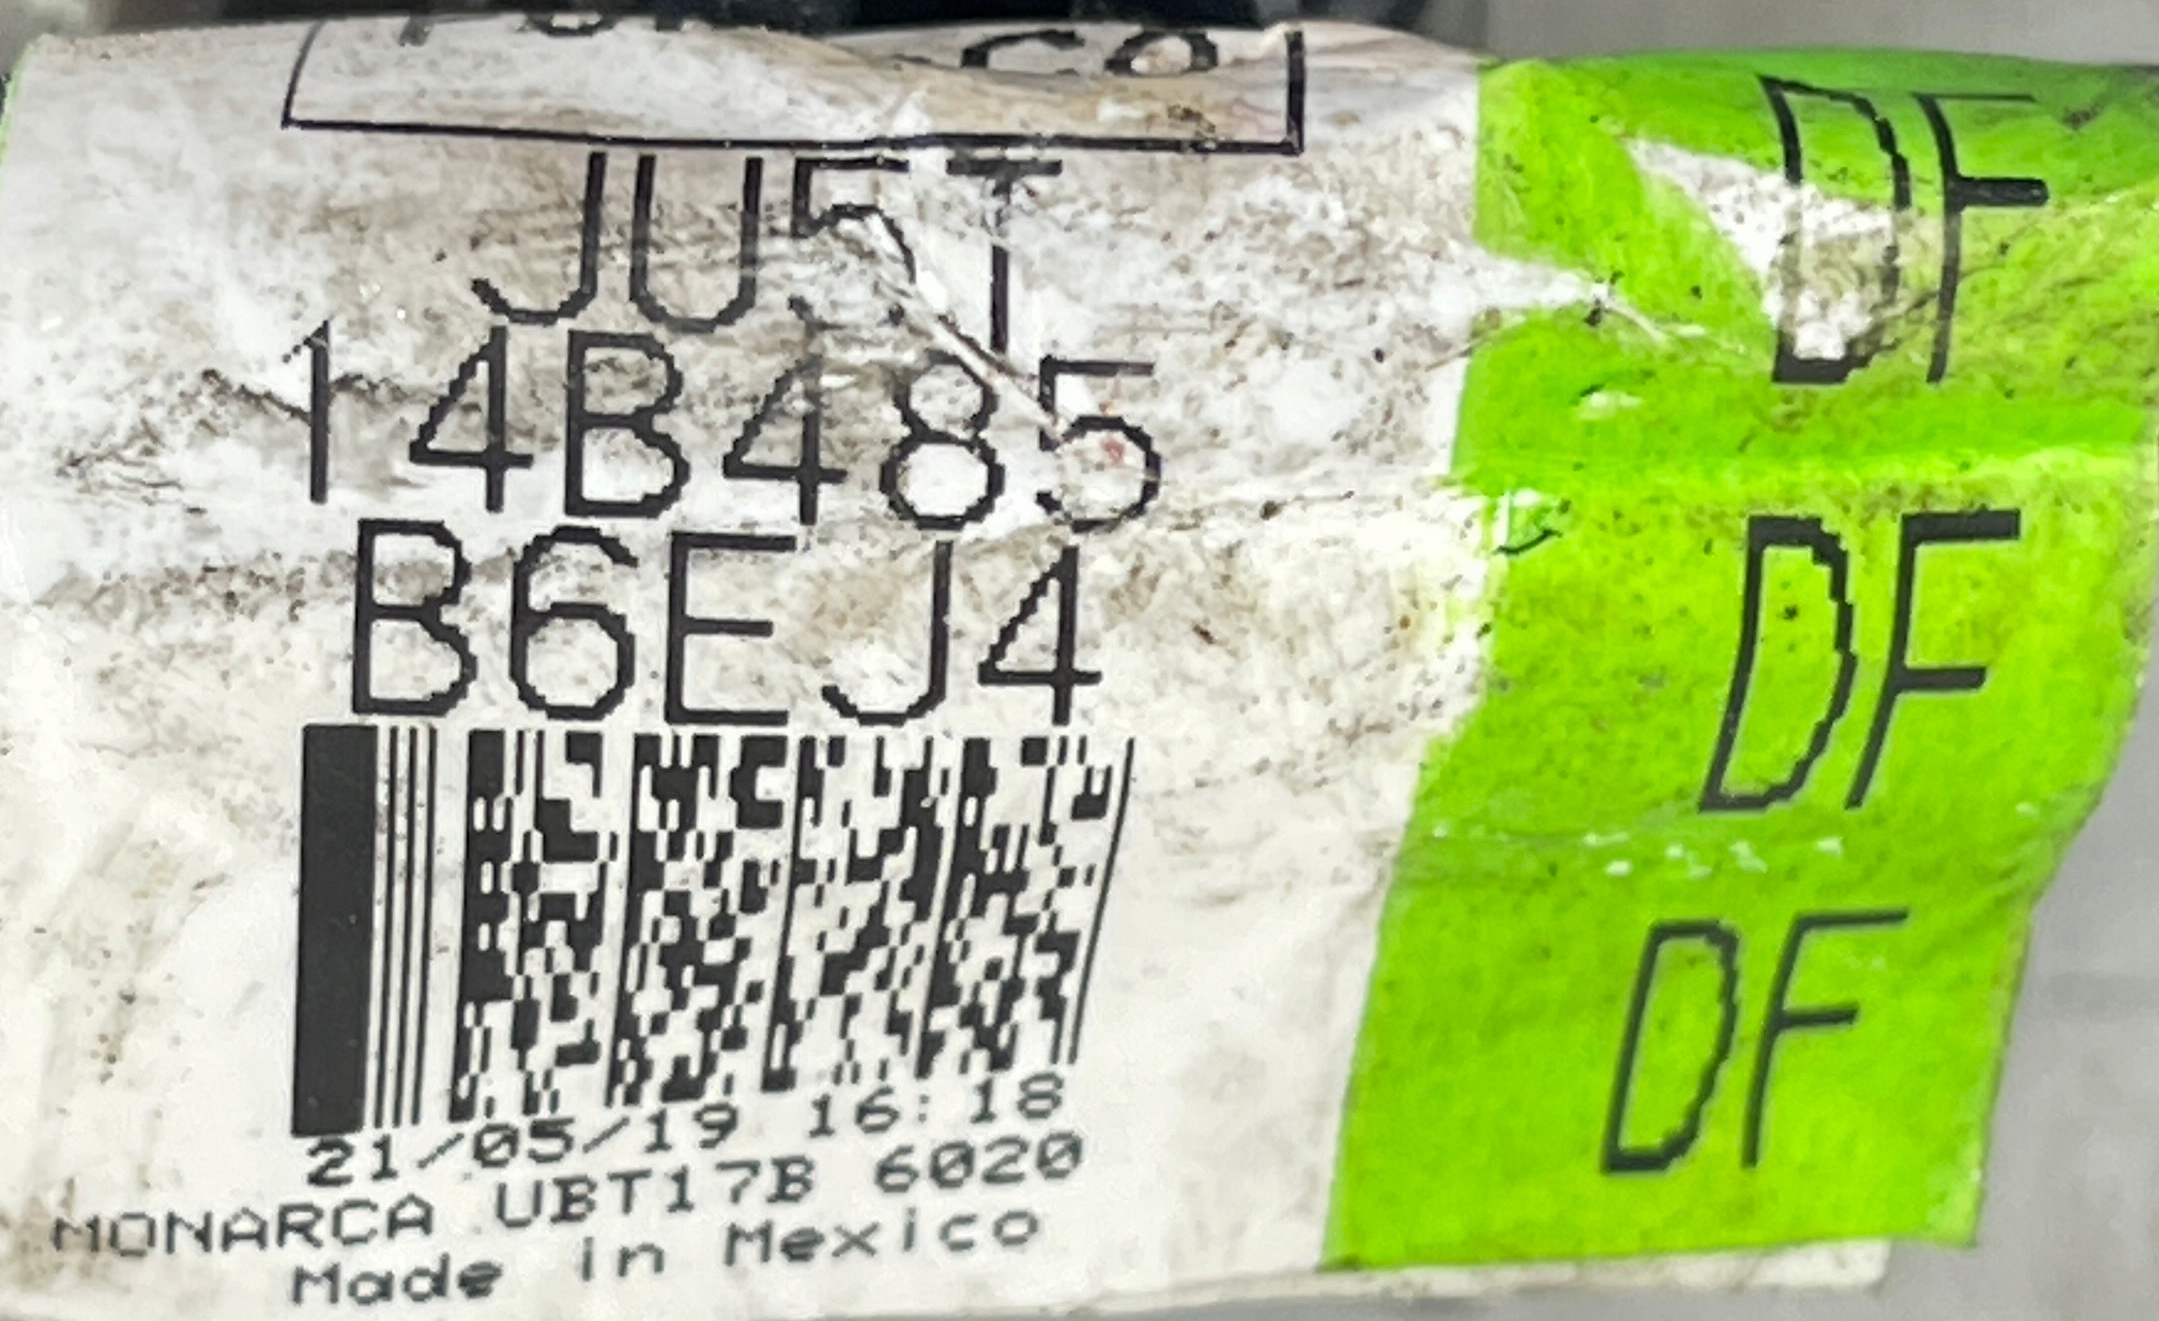 JU5T
14B485
B6EJ4
21/05/19 16:18
MONARCA UBT17B 6020
Made in Mexico
DF
DF
DF